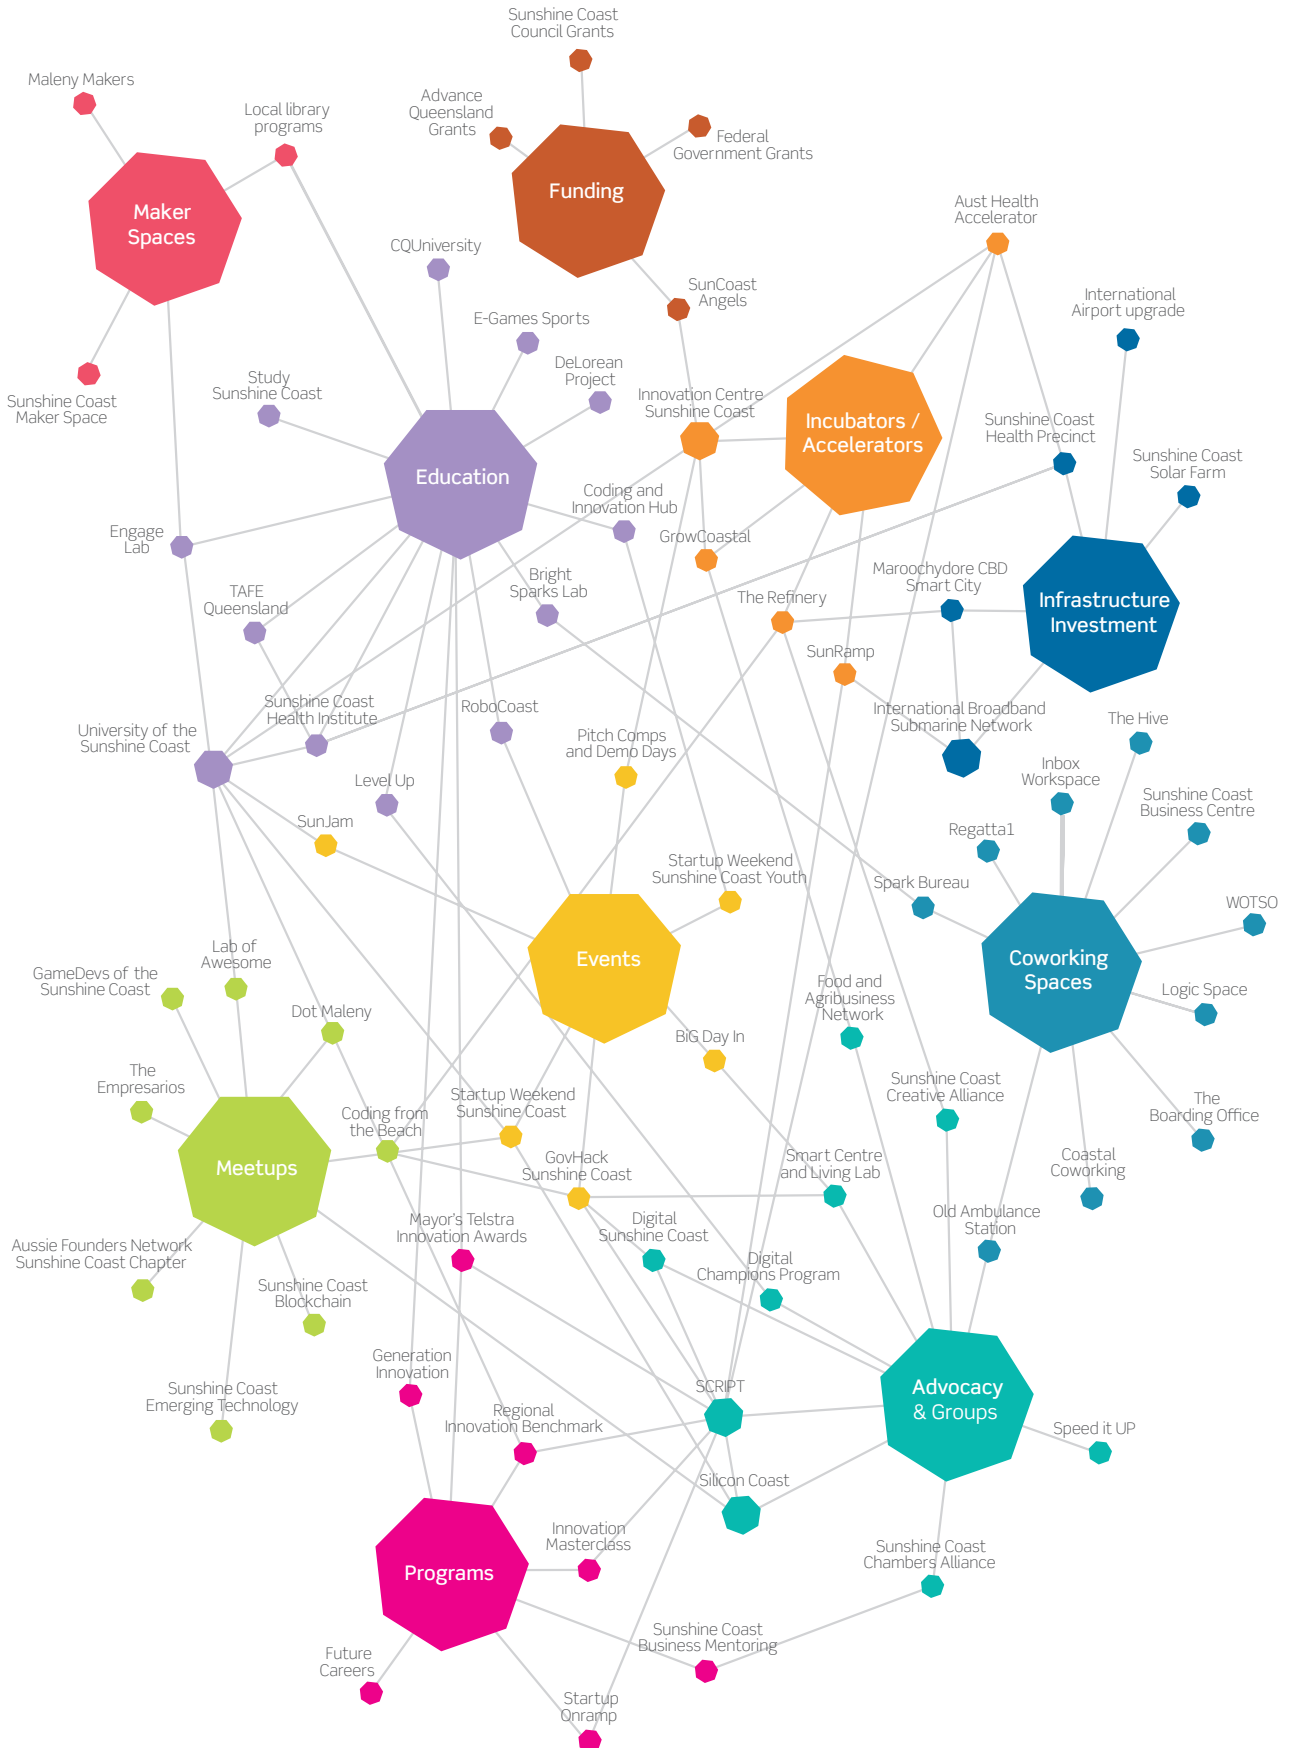 Sunshine Coast
Council Grants
Maleny Makers
Local library
programs
Advance
Queensland
Grants
Federal
Government Grants
Funding
Maker
Spaces
Aust Health
Accelerator
CQUniversity
SunCoast
Angels
International
Airport upgrade
E-Games Sports
DeLorean
Project
Study
Sunshine Coast
Sunshine Coast
Maker Space
Innovation Centre
Sunshine Coast
Incubators /
Accelerators
Sunshine Coast
Health Precinct
Sunshine Coast
Solar Farm
Education
Coding and
Innovation Hub
Engage
Lab
GrowCoastal
Bright
Sparks Lab
Maroochydore CBD
Smart City
TAFE
Queensland
The Refinery
Infrastructure
Investment
SunRamp
Sunshine Coast
Health Institute
RoboCoast
International Broadband
Submarine Network
The Hive
University of the
Sunshine Coast
Pitch Comps
and Demo Days
Inbox
Workspace
Level Up
Sunshine Coast
Business Centre
SunJam
Regatta1
Startup Weekend
Sunshine Coast Youth
Spark Bureau
WOTSO
Events
Coworking
Spaces
Lab of
Awesome
GameDevs of the
Sunshine Coast
Dot Maleny
Food and
Agribusiness
Network
Logic Space
BiG Day In
The
Empresarios
Sunshine Coast
Creative Alliance
Startup Weekend
Sunshine Coast
Coding from
the Beach
The
Boarding Office
Meetups
GovHack
Sunshine Coast
Smart Centre
and Living Lab
Coastal
Coworking
Mayor's Telstra
Innovation Awards
Digital
Sunshine Coast
Old Ambulance
Station
Aussie Founders Network
Sunshine Coast Chapter
Digital
Champions Program
Sunshine Coast
Blockchain
Generation
Innovation
Sunshine Coast
Emerging Technology
SCRIPT
Advocacy
& Groups
Regional
Innovation Benchmark
Speed it UP
Silicon Coast
Innovation
Masterclass
Sunshine Coast
Chambers Alliance
Programs
Sunshine Coast
Business Mentoring
Future
Careers
Startup
Onramp